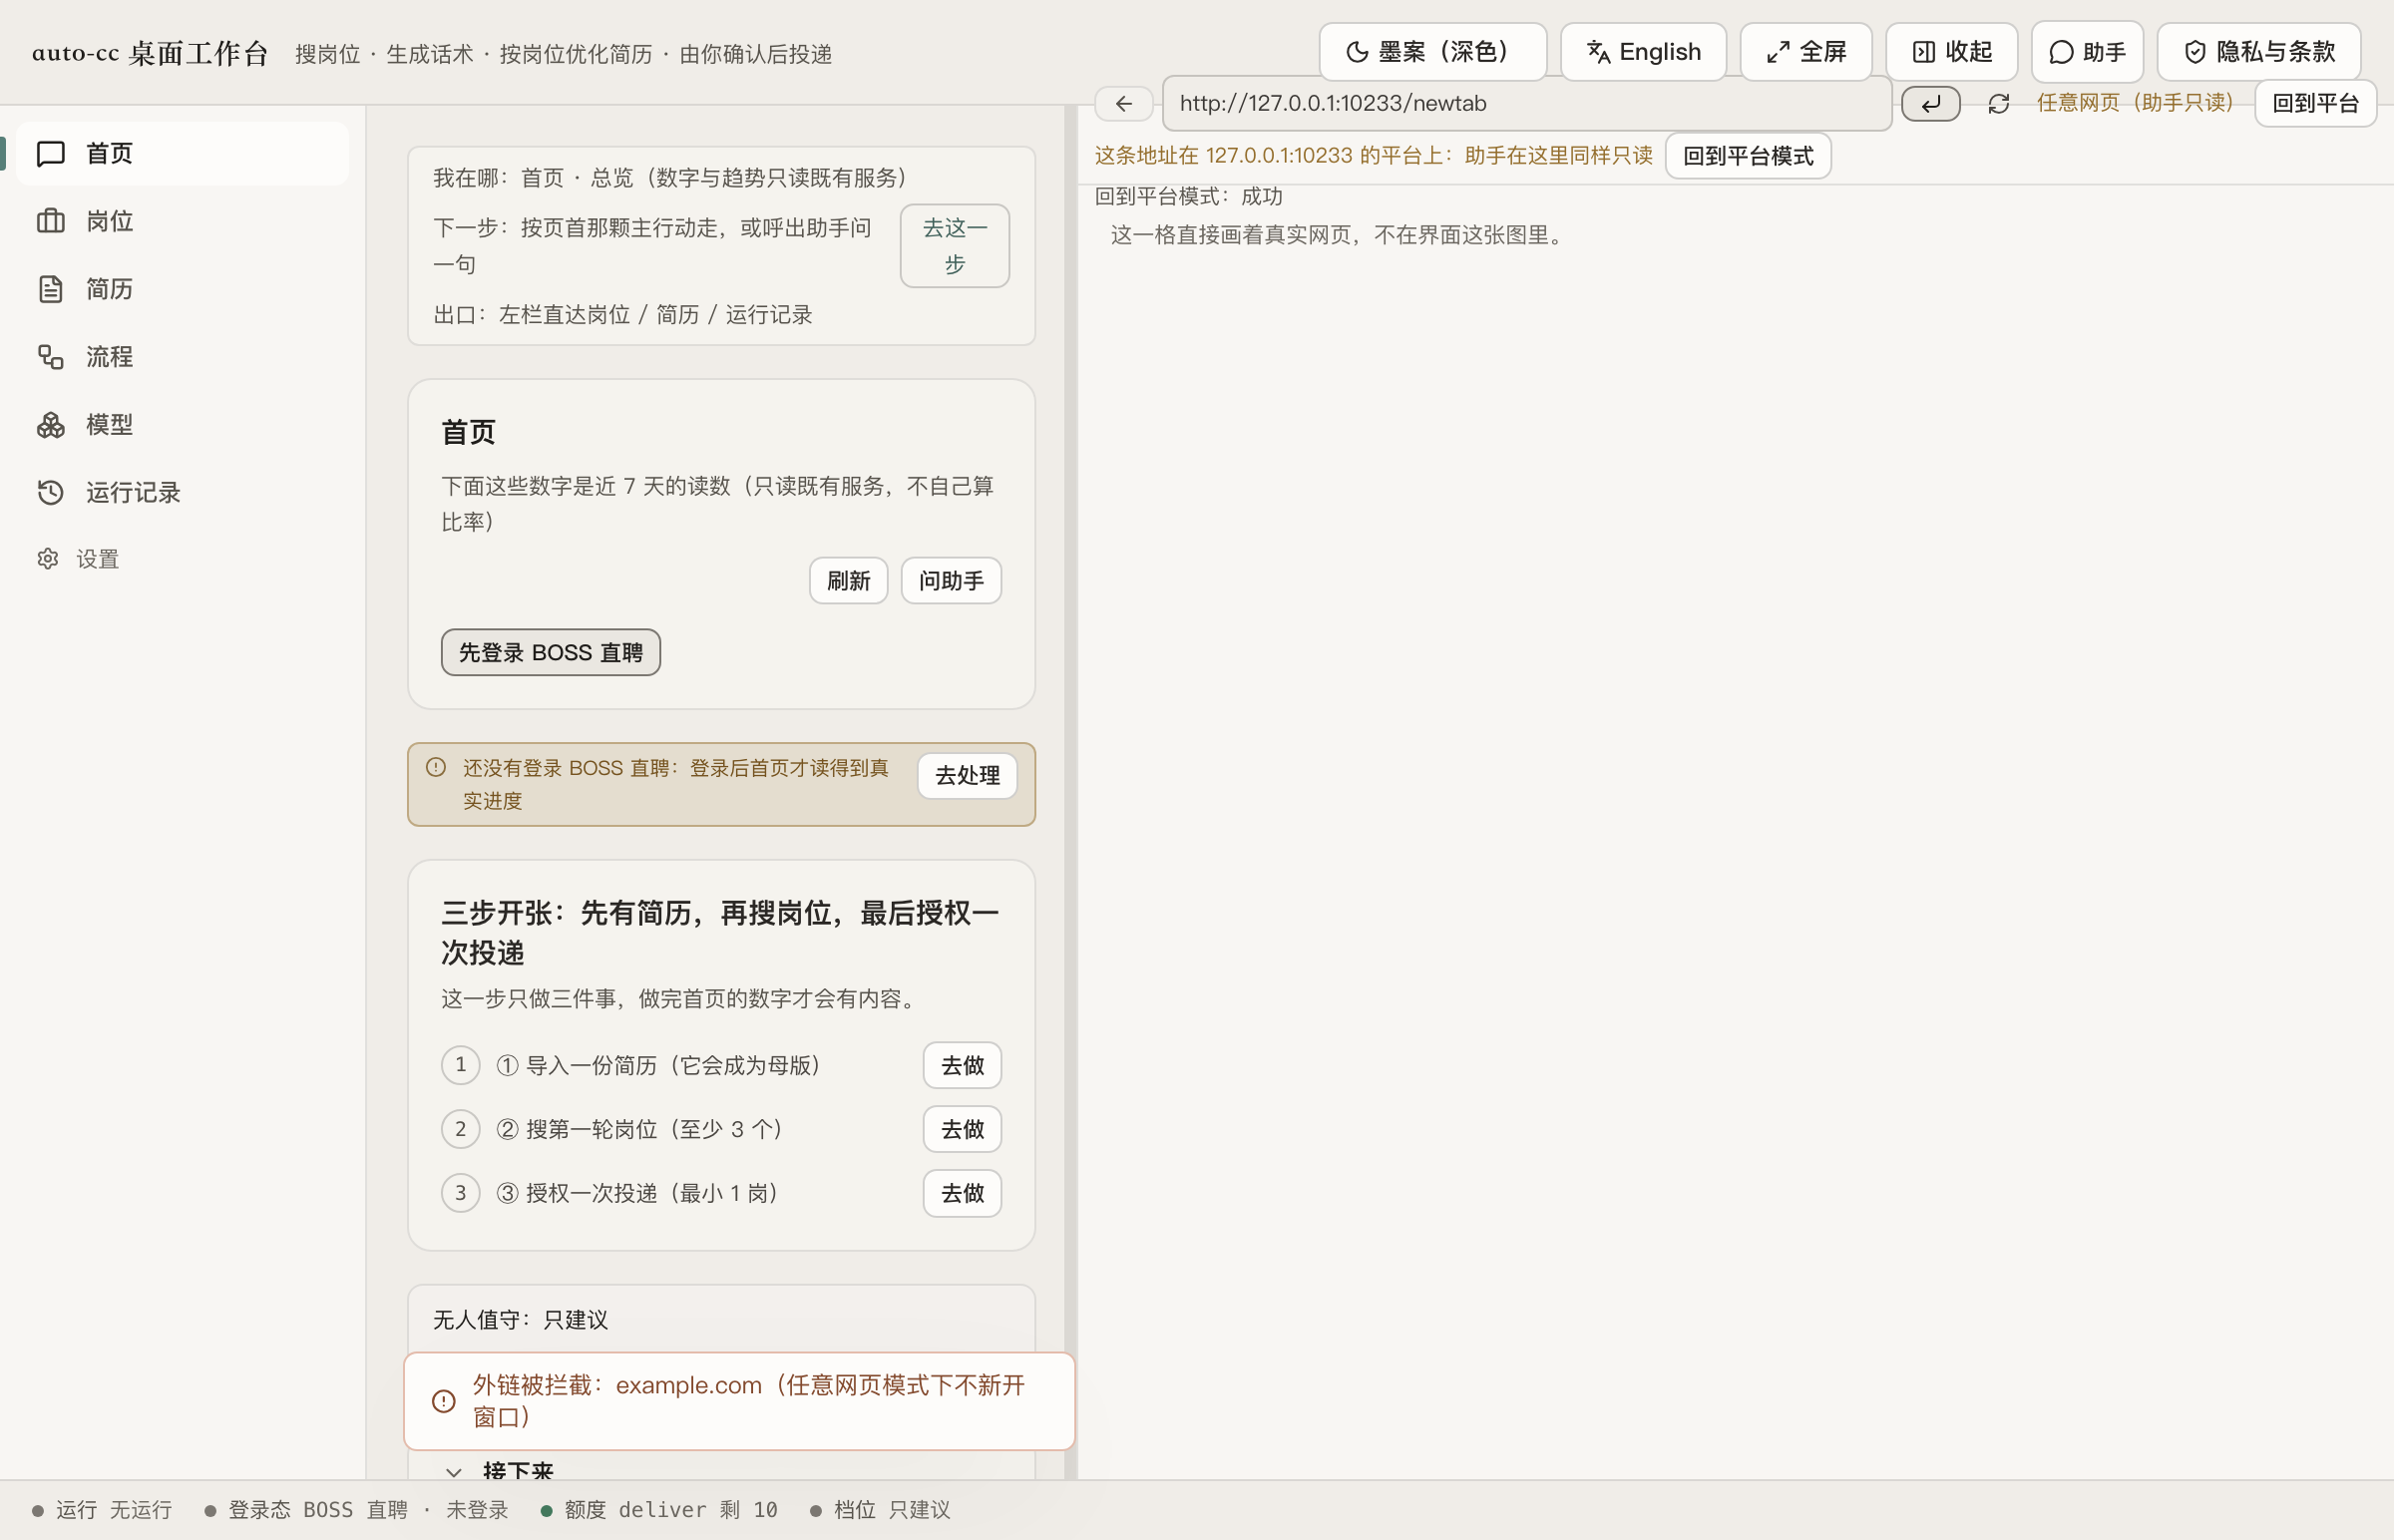 auto-cc 桌面工作台
搜岗位 · 生成话术 · 按岗位优化简历 · 由你确认后投递
墨案（深色）
English
全屏
收起
助手
隐私与条款
http://127.0.0.1:10233/newtab
任意网页（助手只读）
回到平台
这条地址在 127.0.0.1:10233 的平台上：助手在这里同样只读
回到平台模式
回到平台模式：成功
这一格直接画着真实网页，不在界面这张图里。
首页
岗位
简历
流程
模型
运行记录
设置
我在哪：首页 · 总览（数字与趋势只读既有服务）
下一步：按页首那颗主行动走，或呼出助手问
一句
去这一
步
出口：左栏直达岗位 / 简历 / 运行记录
首页
下面这些数字是近 7 天的读数（只读既有服务，不自己算
比率）
刷新
问助手
先登录 BOSS 直聘
还没有登录 BOSS 直聘：登录后首页才读得到真
实进度
去处理
三步开张：先有简历，再搜岗位，最后授权一
次投递
这一步只做三件事，做完首页的数字才会有内容。
1 ① 导入一份简历（它会成为母版）
去做
2 ② 搜第一轮岗位（至少 3 个）
去做
3 ③ 授权一次投递（最小 1 岗）
去做
无人值守：只建议
外链被拦截：example.com（任意网页模式下不新开
窗口）
接下来
运行 无运行
登录态 BOSS 直聘 · 未登录
额度 deliver 剩 10
档位 只建议